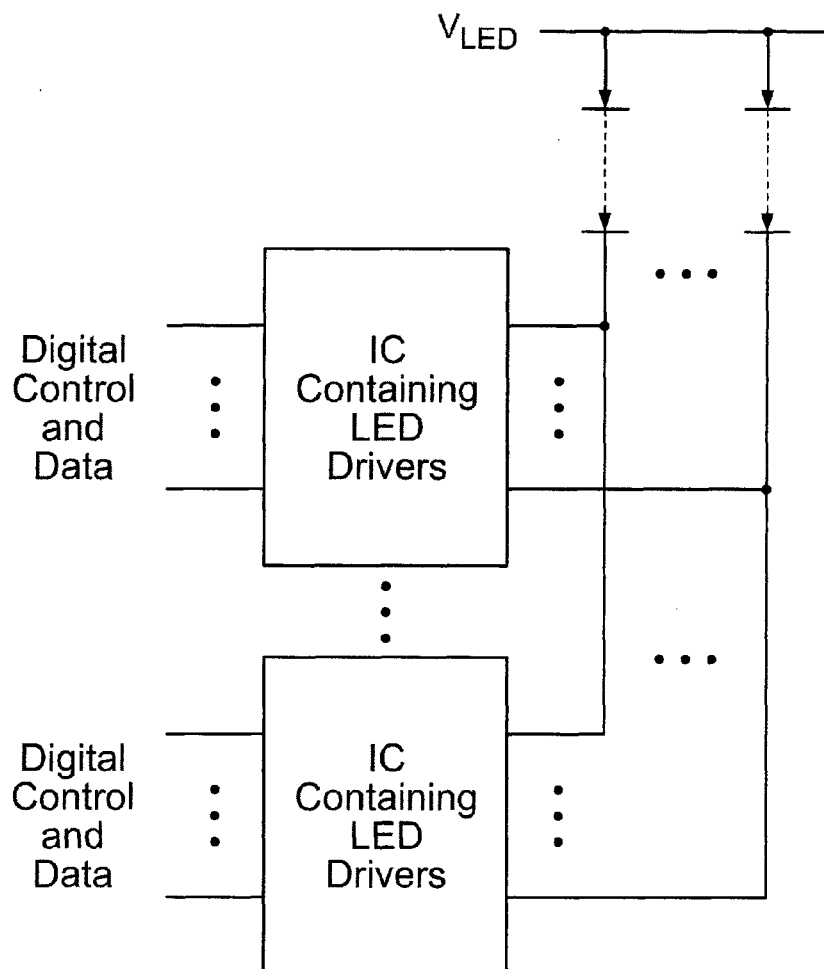 VLED
Digital
Control
and
Data
IC
Containing
LED
Drivers
Digital
Control
and
Data
IC
Containing
LED
Drivers